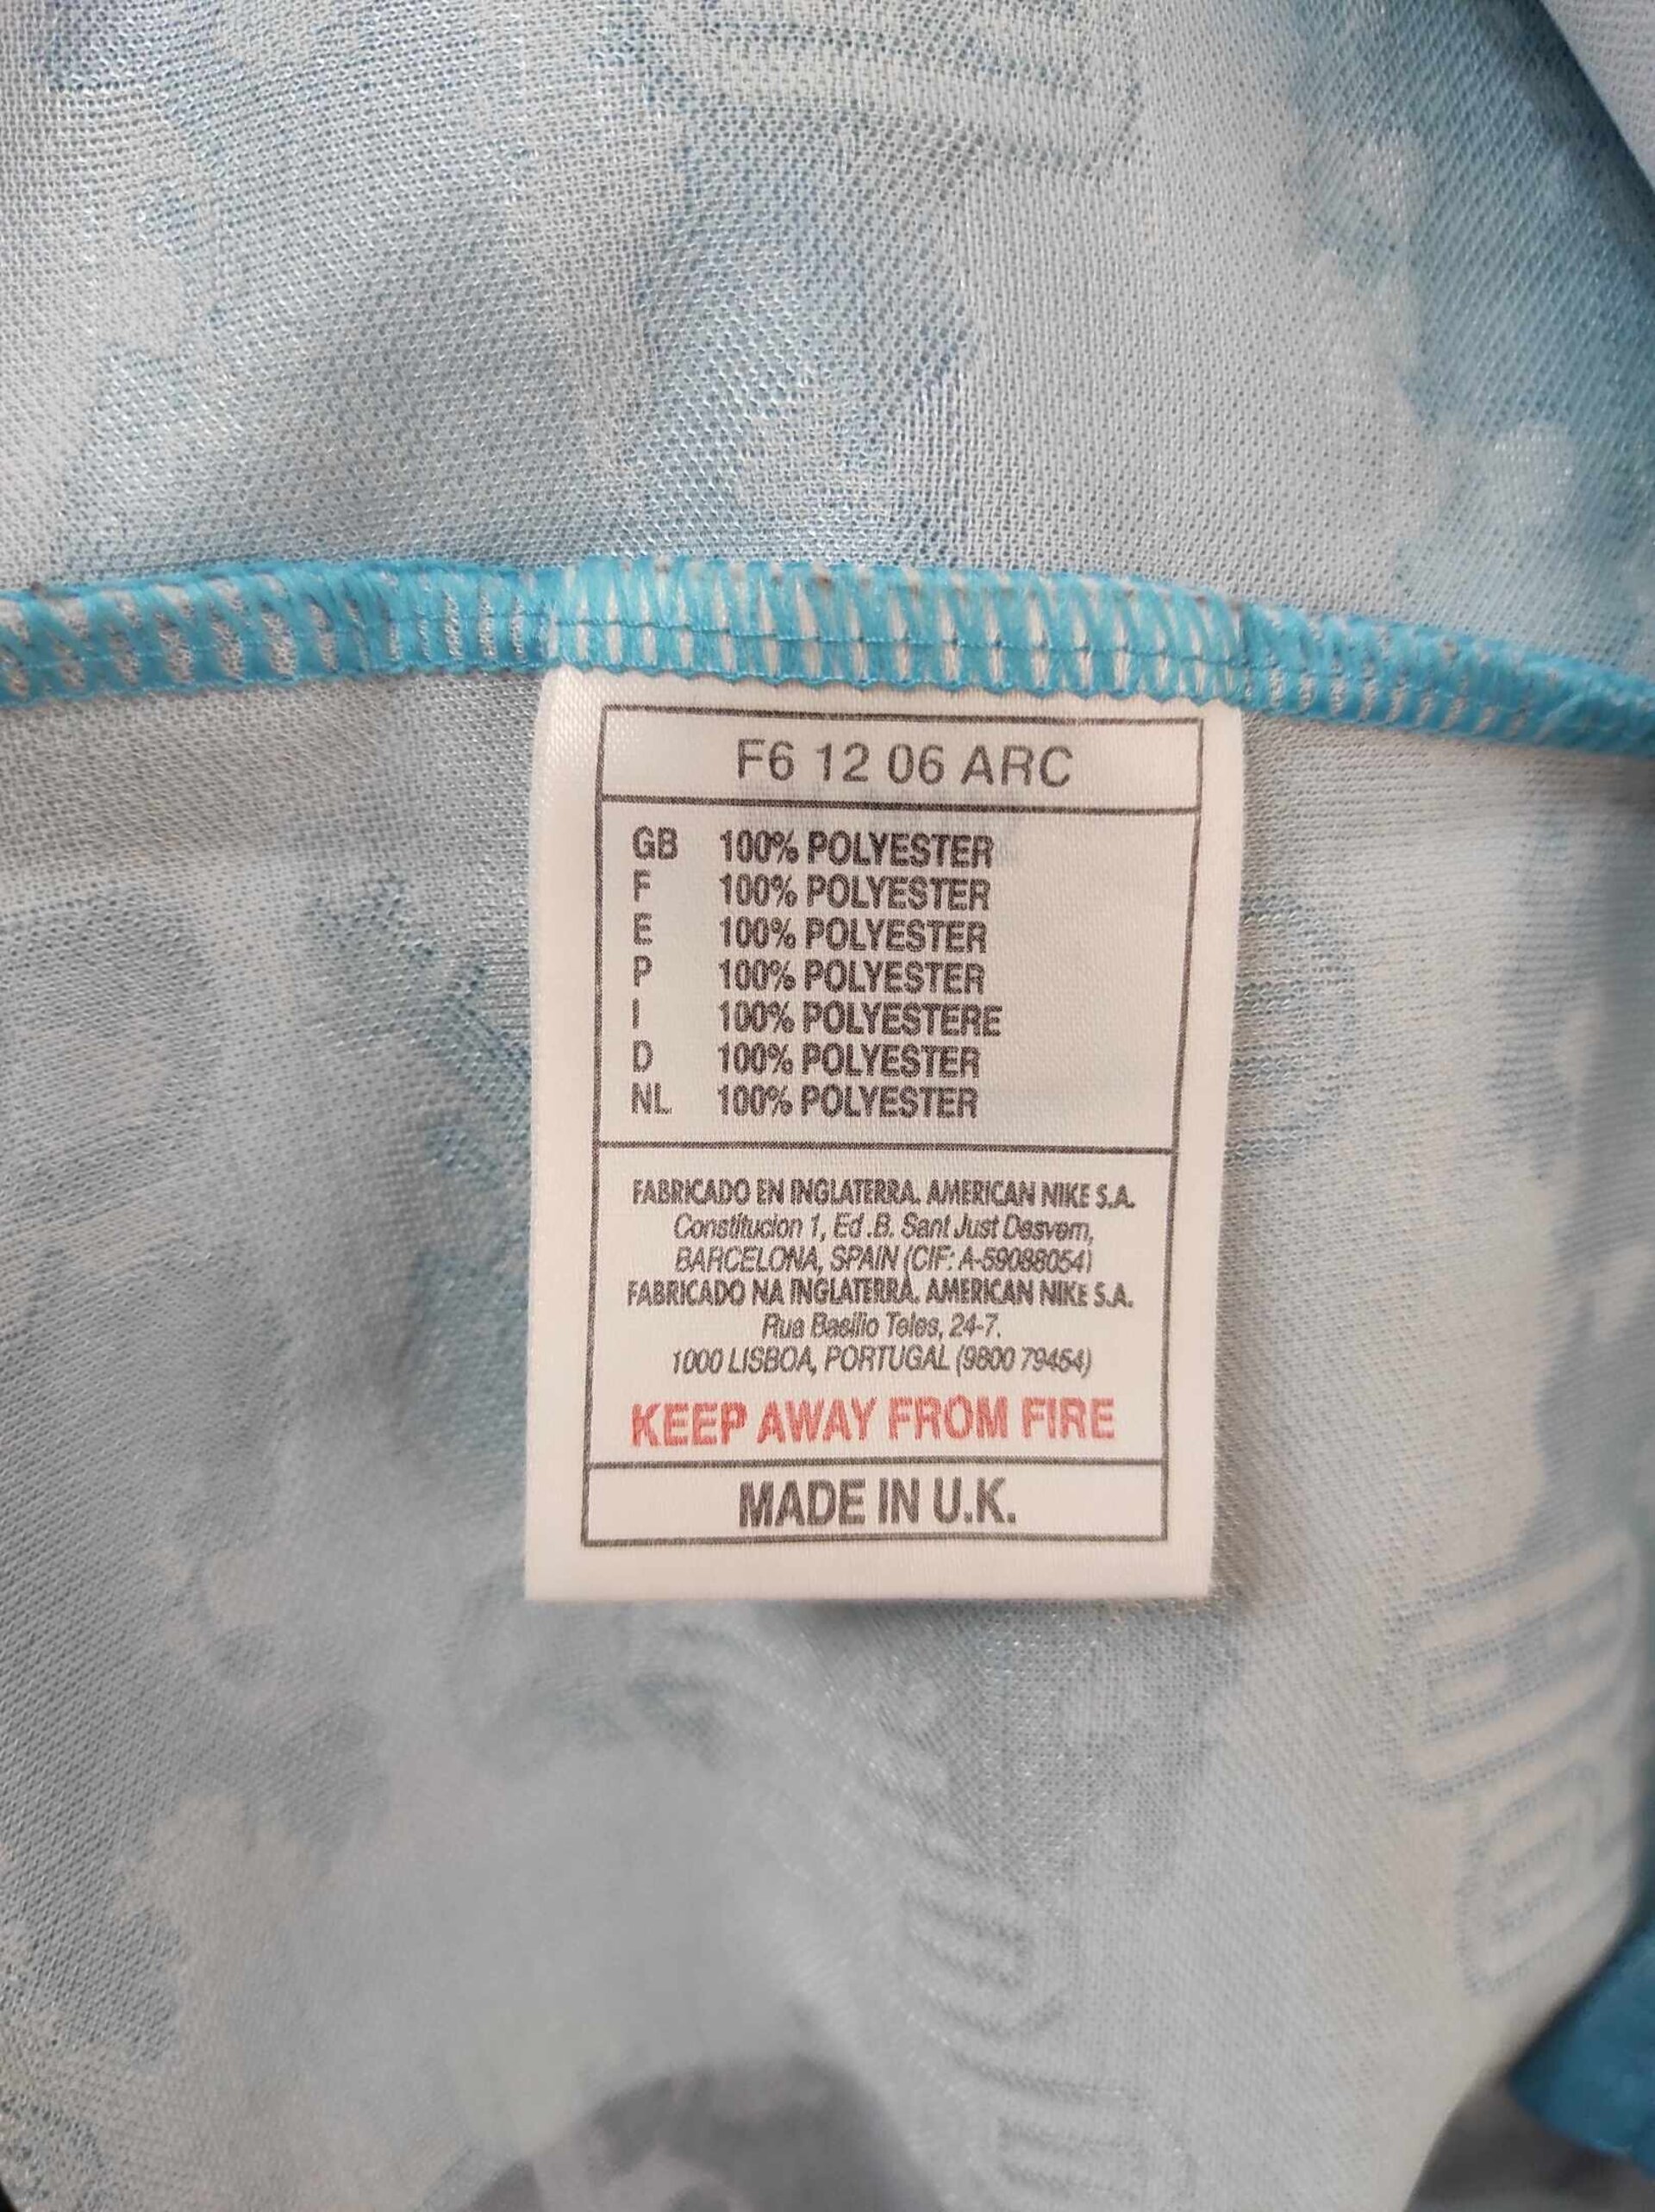 F6 12 06 ARC
GB 100% POLYESTER
F 100% POLYESTER
E 100% POLYESTER
P 100% POLYESTER
I 100% POLYESTERE
D 100% POLYESTER
NL 100% POLYESTER
FABRICADO EN INGLATERRA. AMERICAN NIKE S.A.
Constitucion 1, Ed .B. Sant Just Desvern,
BARCELONA, SPAIN (CIF: A-59088054)
FABRICADO NA INGLATERRA. AMERICAN NIKE S.A.
Rua Basilio Teles, 24-7.
1000 LISBOA, PORTUGAL (9800 79454)
KEEP AWAY FROM FIRE
MADE IN U.K.